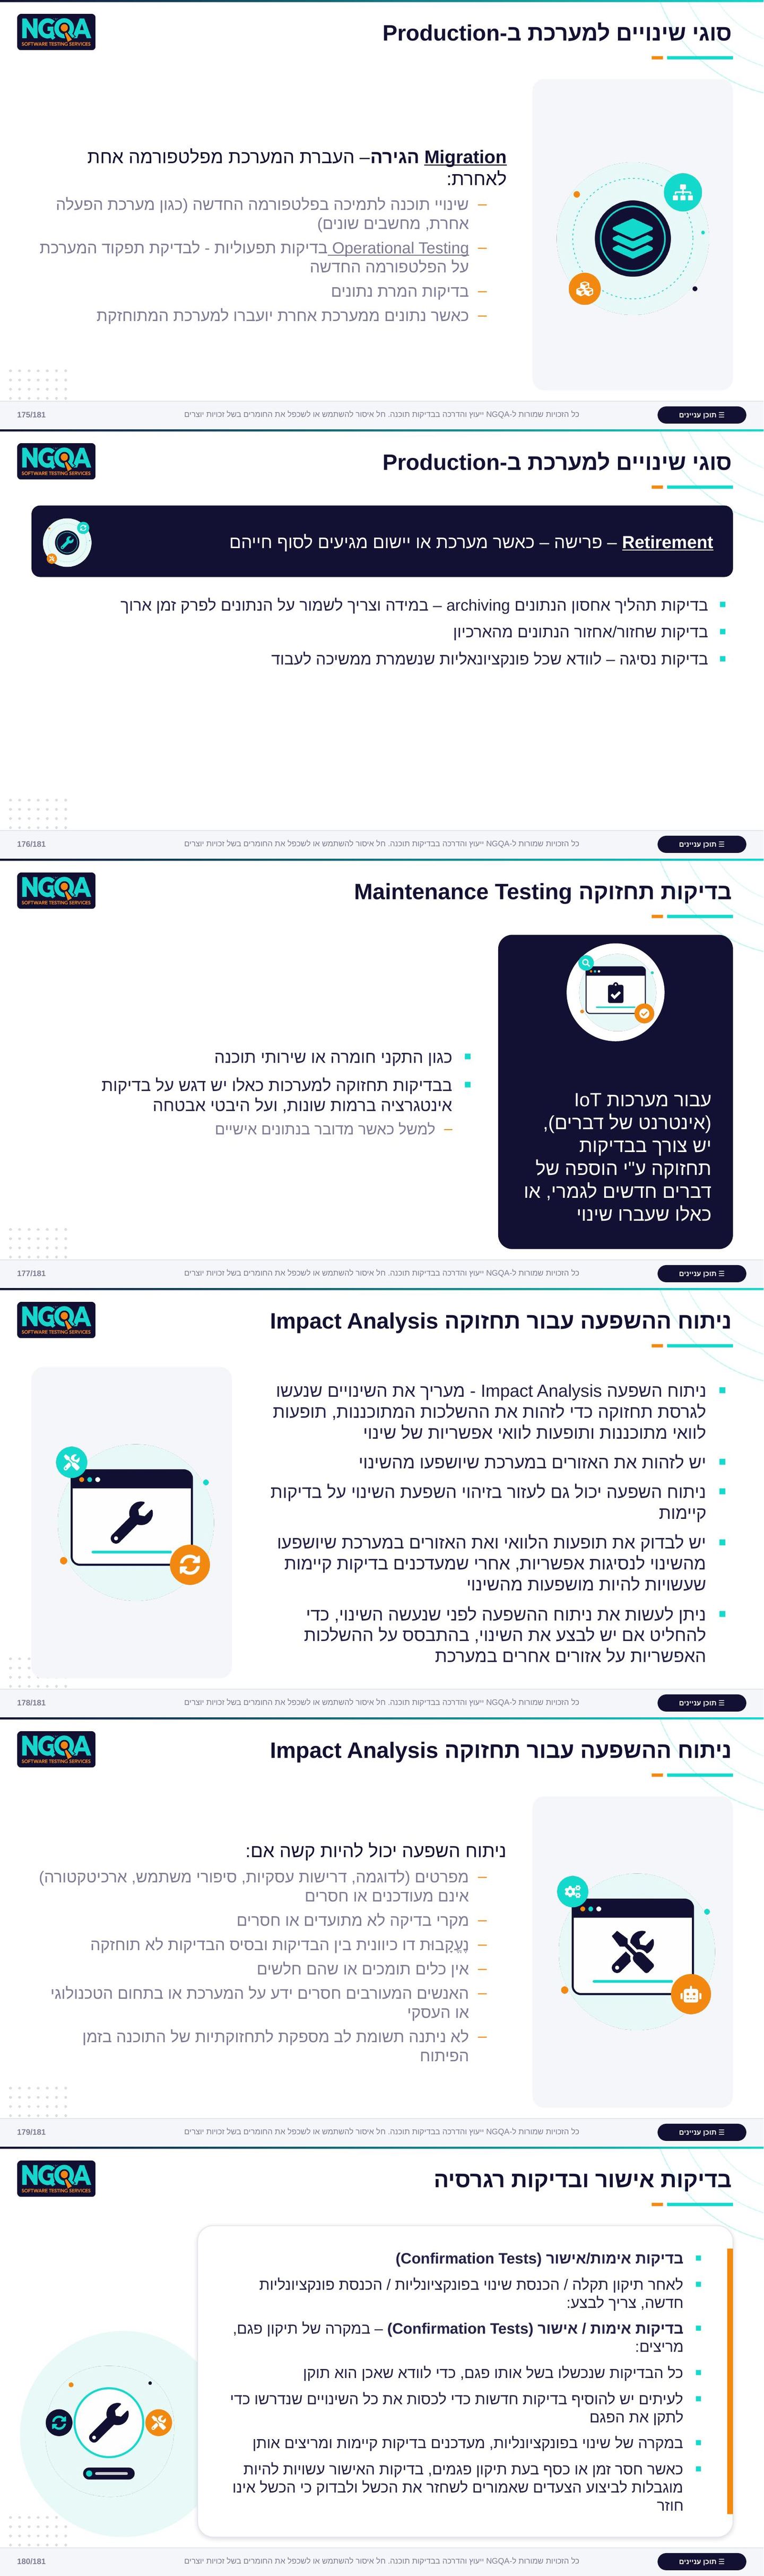 סוגי שינויים למערכת ב-Production
NGQA
SOFTWARE TESTING SERVICES
Migration הגירה– העברת המערכת מפלטפורמה אחת
לאחרת:
– שינויי תוכנה לתמיכה בפלטפורמה החדשה (כגון מערכת הפעלה
אחרת, מחשבים שונים)
– Operational Testing בדיקות תפעוליות - לבדיקת תפקוד המערכת
על הפלטפורמה החדשה
– בדיקות המרת נתונים
– כאשר נתונים ממערכת אחרת יועברו למערכת המתוחזקת
☰ תוכן עניינים
כל הזכויות שמורות ל-NGQA ייעוץ והדרכה בבדיקות תוכנה. חל איסור להשתמש או לשכפל את החומרים בשל זכויות יוצרים
175/181
סוגי שינויים למערכת ב-Production
NGQA
SOFTWARE TESTING SERVICES
Retirement – פרישה – כאשר מערכת או יישום מגיעים לסוף חייהם
▪ בדיקות תהליך אחסון הנתונים archiving – במידה וצריך לשמור על הנתונים לפרק זמן ארוך
▪ בדיקות שחזור/אחזור הנתונים מהארכיון
▪ בדיקות נסיגה – לוודא שכל פונקציונאליות שנשמרת ממשיכה לעבוד
☰ תוכן עניינים
כל הזכויות שמורות ל-NGQA ייעוץ והדרכה בבדיקות תוכנה. חל איסור להשתמש או לשכפל את החומרים בשל זכויות יוצרים
176/181
בדיקות תחזוקה Maintenance Testing
NGQA
SOFTWARE TESTING SERVICES
עבור מערכות IoT
(אינטרנט של דברים),
יש צורך בבדיקות
תחזוקה ע"י הוספה של
דברים חדשים לגמרי, או
כאלו שעברו שינוי
▪ כגון התקני חומרה או שירותי תוכנה
▪ בבדיקות תחזוקה למערכות כאלו יש דגש על בדיקות
אינטגרציה ברמות שונות, ועל היבטי אבטחה
– למשל כאשר מדובר בנתונים אישיים
☰ תוכן עניינים
כל הזכויות שמורות ל-NGQA ייעוץ והדרכה בבדיקות תוכנה. חל איסור להשתמש או לשכפל את החומרים בשל זכויות יוצרים
177/181
ניתוח ההשפעה עבור תחזוקה Impact Analysis
NGQA
SOFTWARE TESTING SERVICES
▪ ניתוח השפעה Impact Analysis - מעריך את השינויים שנעשו
לגרסת תחזוקה כדי לזהות את ההשלכות המתוכננות, תופעות
לוואי מתוכננות ותופעות לוואי אפשריות של שינוי
▪ יש לזהות את האזורים במערכת שיושפעו מהשינוי
▪ ניתוח השפעה יכול גם לעזור בזיהוי השפעת השינוי על בדיקות
קיימות
▪ יש לבדוק את תופעות הלוואי ואת האזורים במערכת שיושפעו
מהשינוי לנסיגות אפשריות, אחרי שמעדכנים בדיקות קיימות
שעשויות להיות מושפעות מהשינוי
▪ ניתן לעשות את ניתוח ההשפעה לפני שנעשה השינוי, כדי
להחליט אם יש לבצע את השינוי, בהתבסס על ההשלכות
האפשריות על אזורים אחרים במערכת
☰ תוכן עניינים
כל הזכויות שמורות ל-NGQA ייעוץ והדרכה בבדיקות תוכנה. חל איסור להשתמש או לשכפל את החומרים בשל זכויות יוצרים
178/181
ניתוח ההשפעה עבור תחזוקה Impact Analysis
NGQA
SOFTWARE TESTING SERVICES
ניתוח השפעה יכול להיות קשה אם:
– מפרטים (לדוגמה, דרישות עסקיות, סיפורי משתמש, ארכיטקטורה)
אינם מעודכנים או חסרים
– מקרי בדיקה לא מתועדים או חסרים
– נַעֲקָבוּת דו כיוונית בין הבדיקות ובסיס הבדיקות לא תוחזקה
– אין כלים תומכים או שהם חלשים
– האנשים המעורבים חסרים ידע על המערכת או בתחום הטכנולוגי
או העסקי
– לא ניתנה תשומת לב מספקת לתחזוקתיות של התוכנה בזמן
הפיתוח
☰ תוכן עניינים
כל הזכויות שמורות ל-NGQA ייעוץ והדרכה בבדיקות תוכנה. חל איסור להשתמש או לשכפל את החומרים בשל זכויות יוצרים
179/181
בדיקות אישור ובדיקות רגרסיה
NGQA
SOFTWARE TESTING SERVICES
▪ בדיקות אימות/אישור (Confirmation Tests)
▪ לאחר תיקון תקלה / הכנסת שינוי בפונקציונליות / הכנסת פונקציונליות
חדשה, צריך לבצע:
▪ בדיקות אימות / אישור (Confirmation Tests) – במקרה של תיקון פגם,
מריצים:
▪ כל הבדיקות שנכשלו בשל אותו פגם, כדי לוודא שאכן הוא תוקן
▪ לעיתים יש להוסיף בדיקות חדשות כדי לכסות את כל השינויים שנדרשו כדי
לתקן את הפגם
▪ במקרה של שינוי בפונקציונליות, מעדכנים בדיקות קיימות ומריצים אותן
▪ כאשר חסר זמן או כסף בעת תיקון פגמים, בדיקות האישור עשויות להיות
מוגבלות לביצוע הצעדים שאמורים לשחזר את הכשל ולבדוק כי הכשל אינו
חוזר
☰ תוכן עניינים
כל הזכויות שמורות ל-NGQA ייעוץ והדרכה בבדיקות תוכנה. חל איסור להשתמש או לשכפל את החומרים בשל זכויות יוצרים
180/181